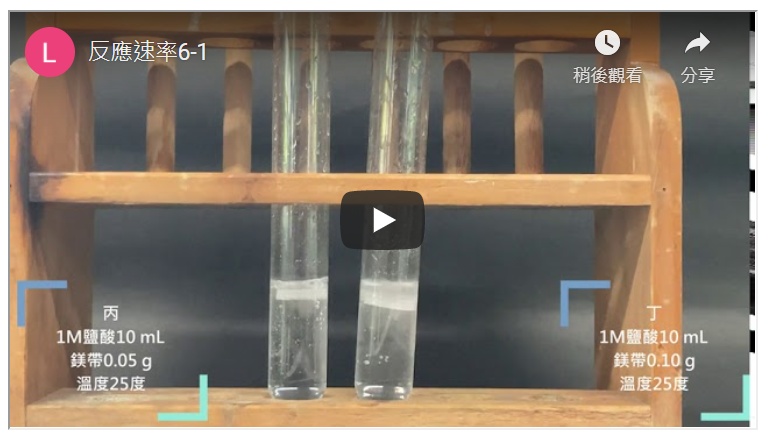 L
反應速率6-1
稍後觀看
分享
丙
1M鹽酸10 mL
鎂帶0.05 g
溫度25度
丁
1M鹽酸10 mL
鎂帶0.10 g
溫度25度